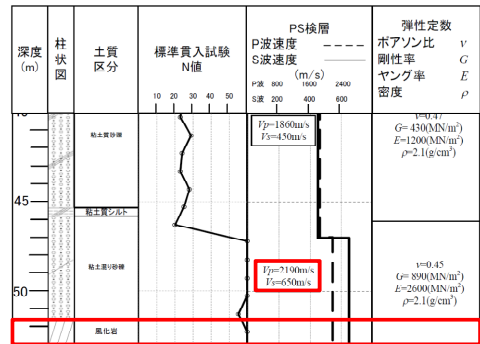 深度
(m)
柱
状
図
土質
区分
標準貫入試験
N値
10 20 30 40 50
PS検層
P波速度
S波速度
(m/s)
P波 800 1600 2400
S波 200 400 600
弾性定数
ポアソン比 ν
剛性率 G
ヤング率 E
密度 ρ
粘土質砂礫
Vp=1860m/s
Vs=450m/s
ν=0.47
G= 430(MN/m²)
E=1200(MN/m²)
ρ=2.1(g/cm³)
45
粘土質シルト
粘土混り砂礫
Vp=2190m/s
Vs=650m/s
ν=0.45
G= 890(MN/m²)
E=2600(MN/m²)
ρ=2.1(g/cm³)
50
風化岩